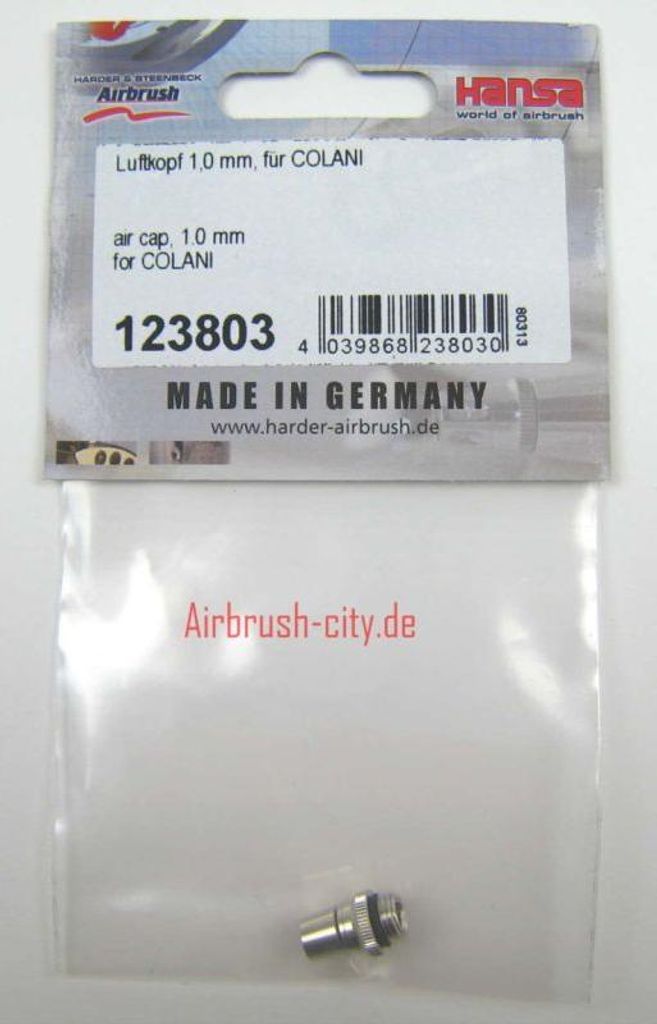 HARDER & STEENBECK
Airbrush
Hansa
world of airbrush
Luftkopf 1,0 mm, für COLANI
air cap, 1.0 mm
for COLANI
123803
4 039868 238030
80313
MADE IN GERMANY
www.harder-airbrush.de
Airbrush-city.de